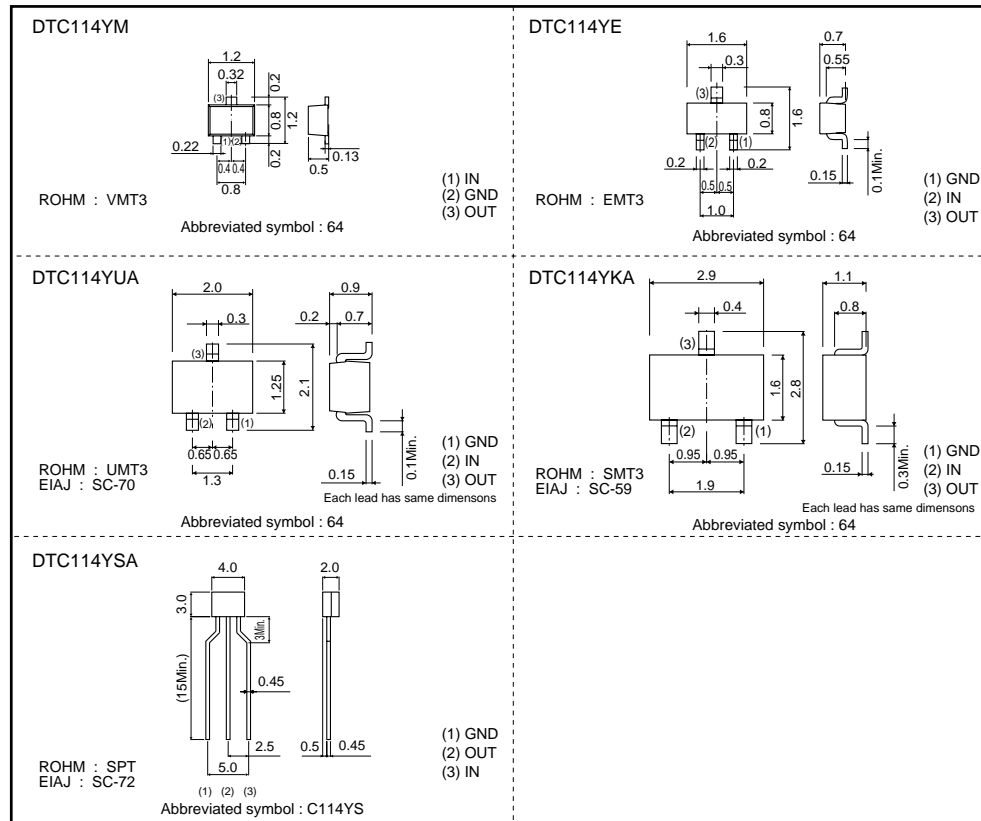 DTC114YM
1.2
0.32
0.2
(3)
0.8
1.2
(1) (2)
0.22
0.2
0.4 0.4
0.8
0.5
0.13
(1) IN
(2) GND
(3) OUT
ROHM : VMT3
Abbreviated symbol : 64
DTC114YE
1.6
0.3
(3)
0.8
1.6
(2) (1)
0.2 0.2
0.5 0.5
1.0
0.7
0.55
0.15
0.1Min.
(1) GND
(2) IN
(3) OUT
ROHM : EMT3
Abbreviated symbol : 64
DTC114YUA
2.0
0.3
(3)
1.25
2.1
(2) (1)
0.65 0.65
1.3
0.9
0.2 0.7
0.15
0.1Min.
(1) GND
(2) IN
(3) OUT
ROHM : UMT3
EIAJ : SC-70
Each lead has same dimensons
Abbreviated symbol : 64
DTC114YKA
2.9
0.4
(3)
1.6
2.8
(2) (1)
0.95 0.95
1.9
1.1
0.8
0.15
0.3Min.
(1) GND
(2) IN
(3) OUT
ROHM : SMT3
EIAJ : SC-59
Each lead has same dimensons
Abbreviated symbol : 64
DTC114YSA
4.0
2.0
3.0
3Min.
(15Min.)
0.45
2.5
5.0
0.5 0.45
(1) (2) (3)
(1) GND
(2) OUT
(3) IN
ROHM : SPT
EIAJ : SC-72
Abbreviated symbol : C114YS